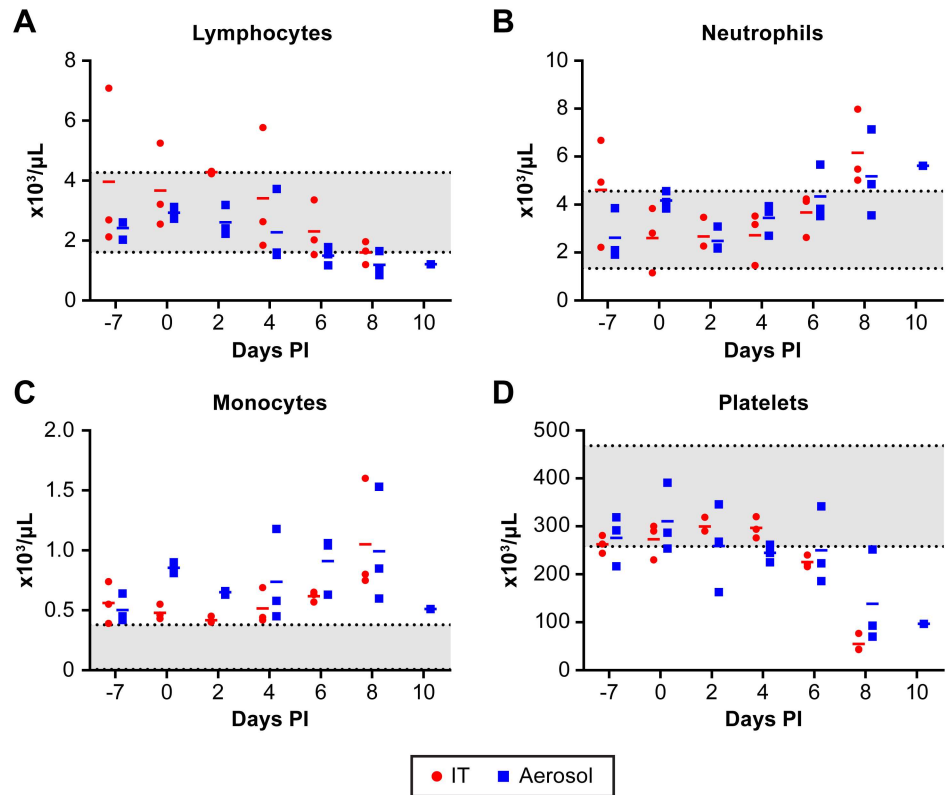 A
Lymphocytes
x10³/µL
8
6
4
2
0
-7 0 2 4 6 8 10
Days PI
B
Neutrophils
x10³/µL
10
8
6
4
2
0
-7 0 2 4 6 8 10
Days PI
C
Monocytes
x10³/µL
2.0
1.5
1.0
0.5
0
-7 0 2 4 6 8 10
Days PI
D
Platelets
x10³/µL
500
400
300
200
100
0
-7 0 2 4 6 8 10
Days PI
IT Aerosol